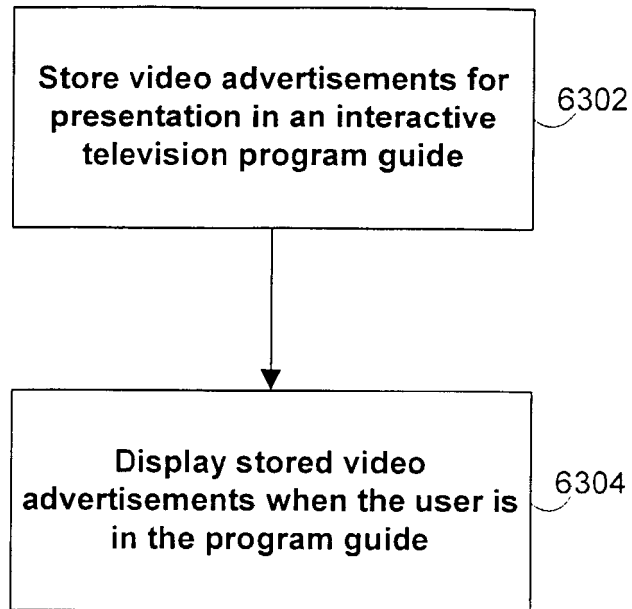 Store video advertisements for
presentation in an interactive
television program guide
6302
Display stored video
advertisements when the user is
in the program guide
6304